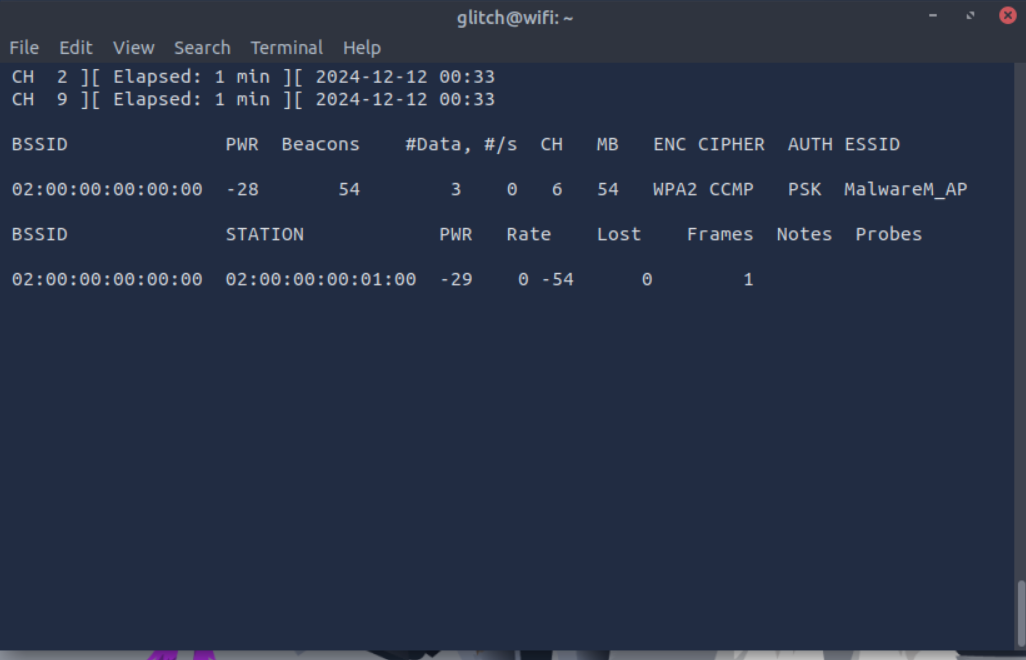 glitch@wifi: ~
File Edit View Search Terminal Help
CH  2 ][ Elapsed: 1 min ][ 2024-12-12 00:33
CH  9 ][ Elapsed: 1 min ][ 2024-12-12 00:33
BSSID              PWR  Beacons    #Data, #/s  CH   MB   ENC CIPHER  AUTH ESSID
02:00:00:00:00:00  -28       54        3    0   6   54   WPA2 CCMP   PSK  MalwareM_AP
BSSID              STATION            PWR   Rate    Lost    Frames  Notes  Probes
02:00:00:00:00:00  02:00:00:00:01:00  -29    0 -54      0        1